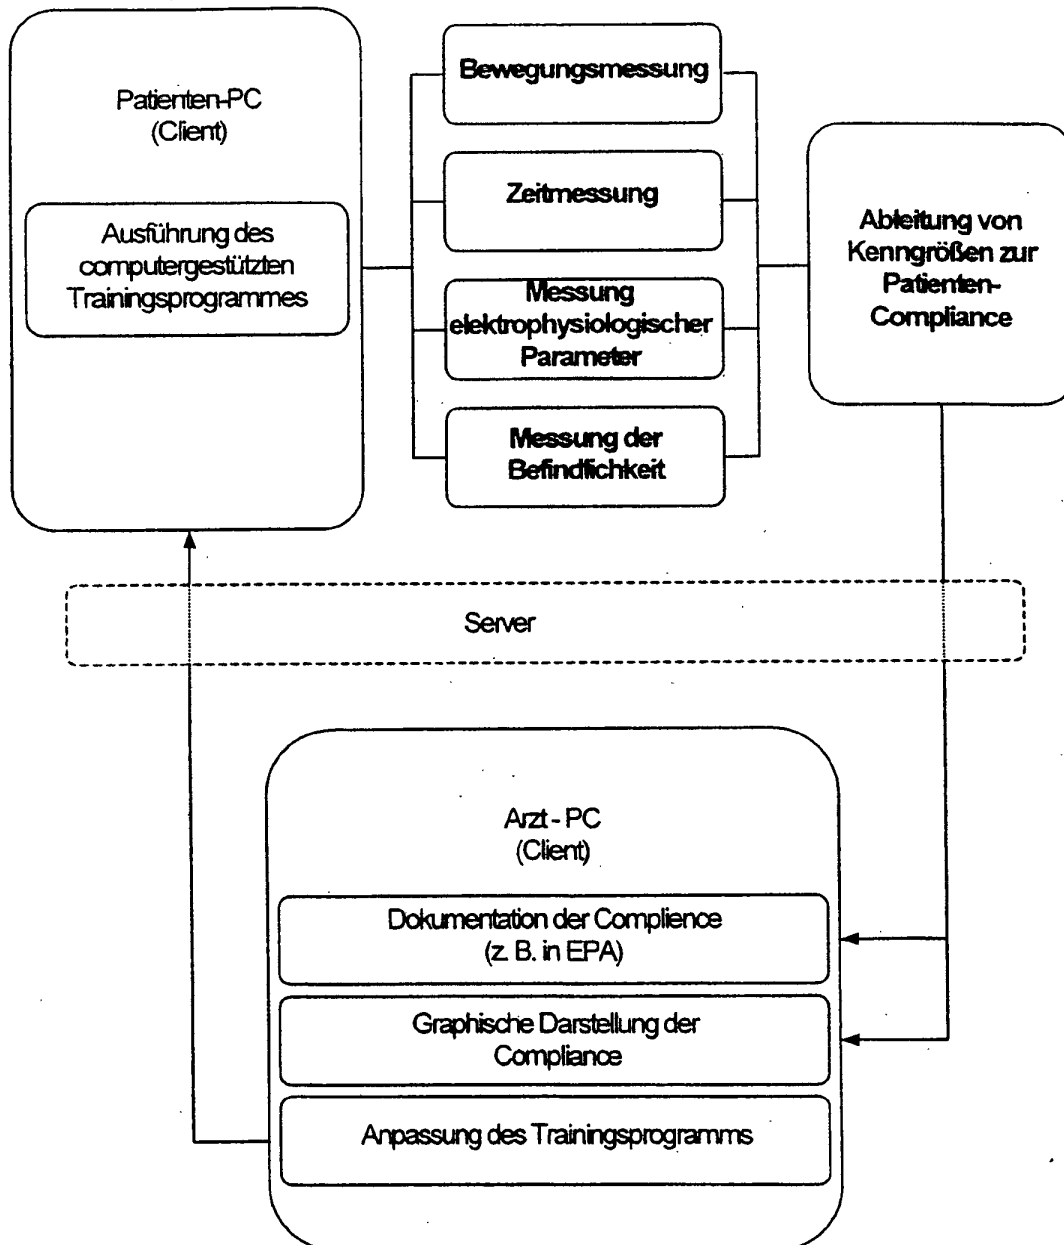 Patienten-PC
(Client)
Ausführung des
computergestützten
Trainingsprogrammes
Bewegungsmessung
Zeitmessung
Messung
elektrophysiologischer
Parameter
Messung der
Befindlichkeit
Ableitung von
Kenngrößen zur
Patienten-
Compliance
Server
Arzt - PC
(Client)
Dokumentation der Complience
(z. B. in EPA)
Graphische Darstellung der
Compliance
Anpassung des Trainingsprogramms